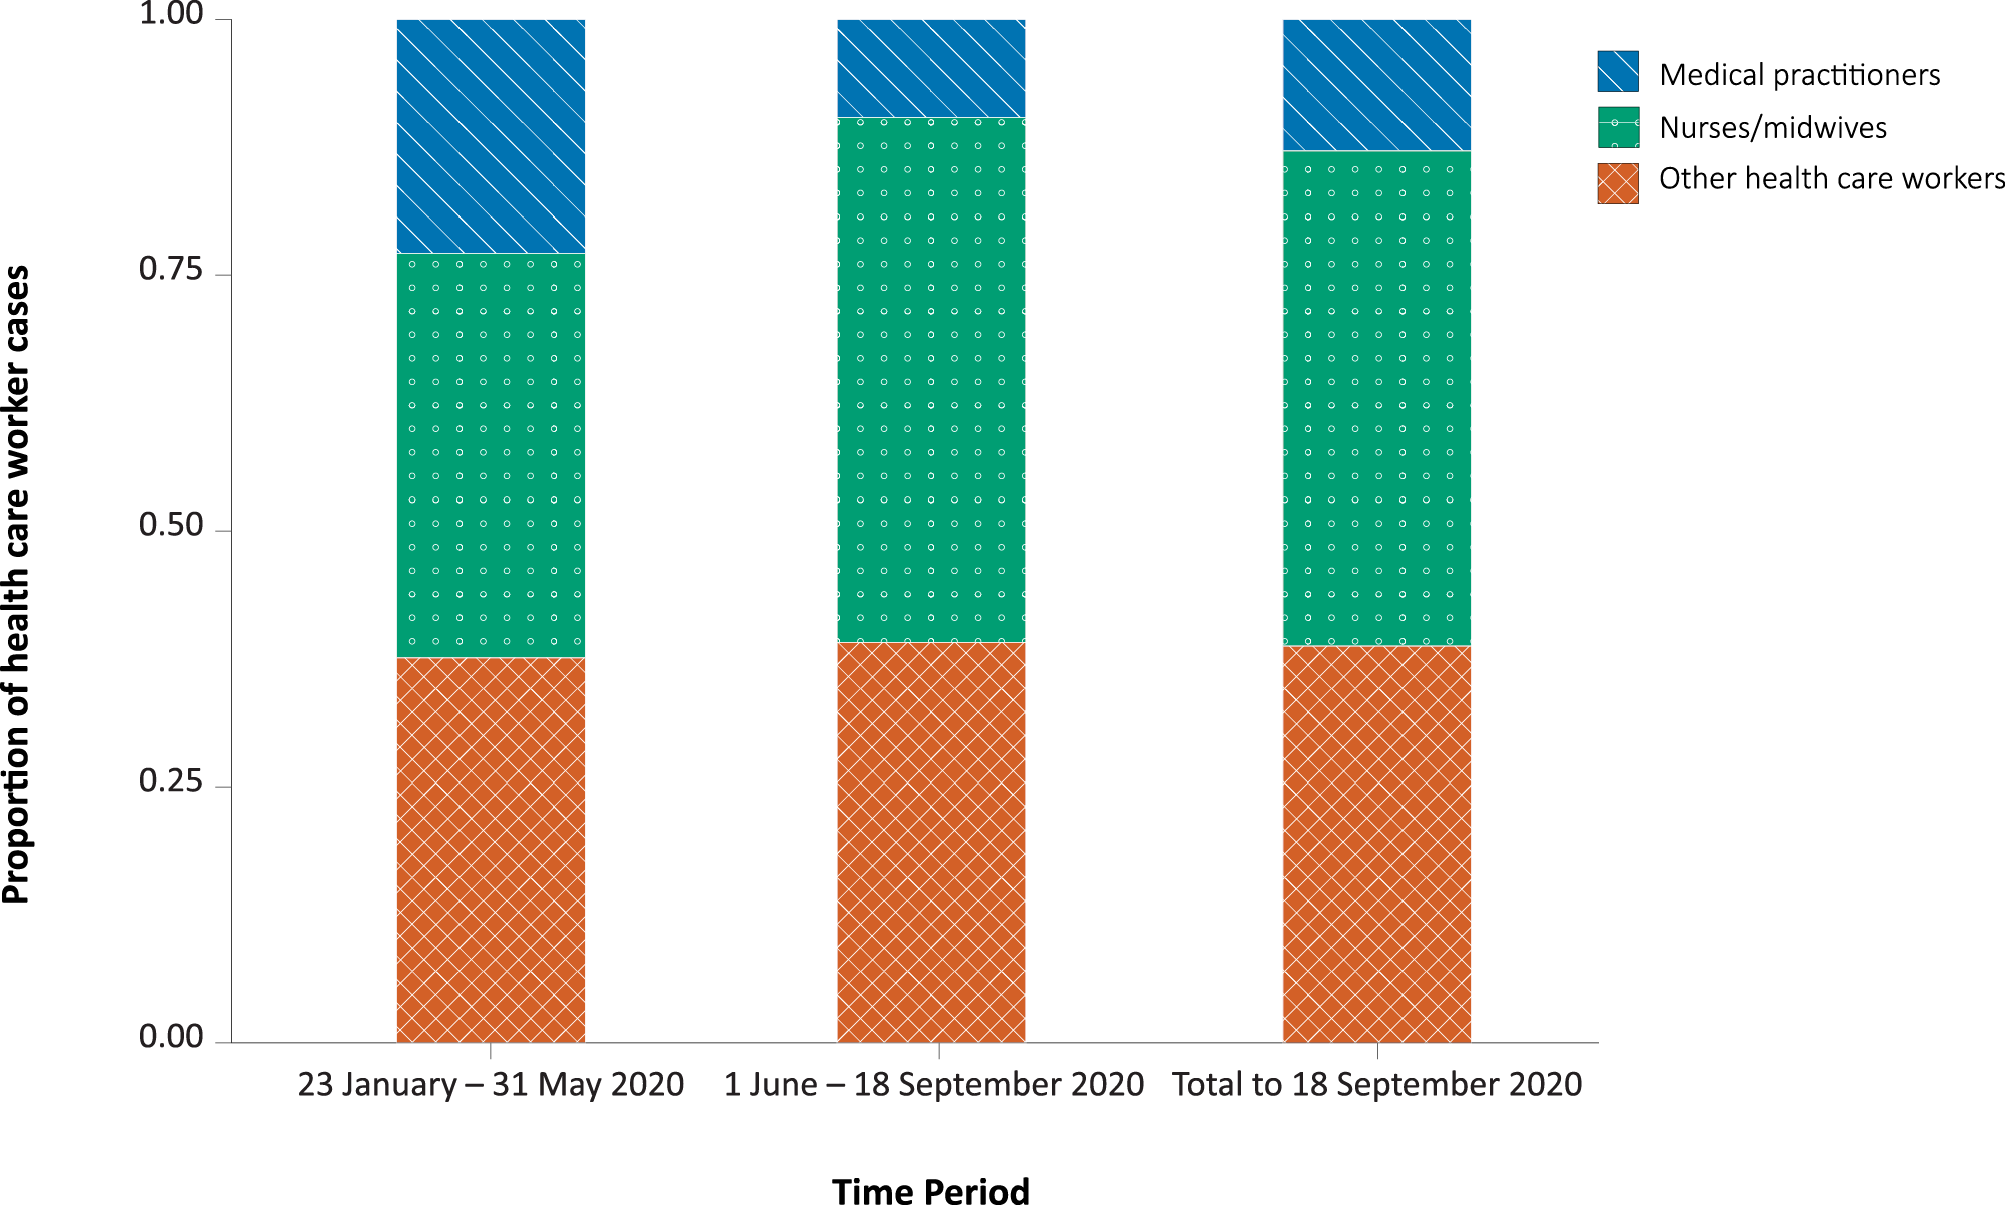 1.00
0.75
0.50
0.25
0.00
Proportion of health care worker cases
23 January – 31 May 2020
1 June – 18 September 2020
Total to 18 September 2020
Time Period
Medical practitioners
Nurses/midwives
Other health care workers